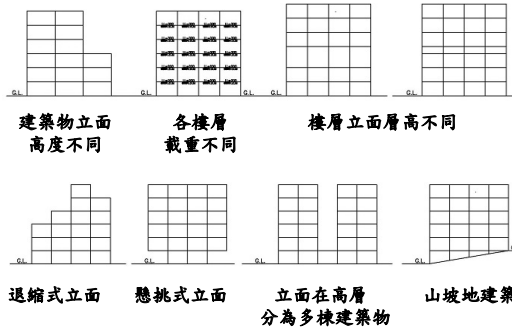 G.L.
G.L.
G.L.
G.L.
G.L.
建築物立面
高度不同
各樓層
載重不同
樓層立面層高不同
G.L.
G.L.
G.L.
G.L.
退縮式立面
懸挑式立面
立面在高層
分為多棟建築物
山坡地建築